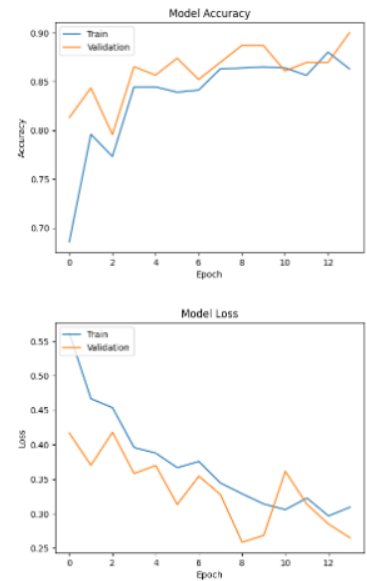 Model Accuracy
Train
Validation
0.90
0.85
0.80
0.75
0.70
Accuracy
0 2 4 6 8 10 12
Epoch
Model Loss
Train
Validation
0.55
0.50
0.45
0.40
0.35
0.30
0.25
Loss
0 2 4 6 8 10 12
Epoch